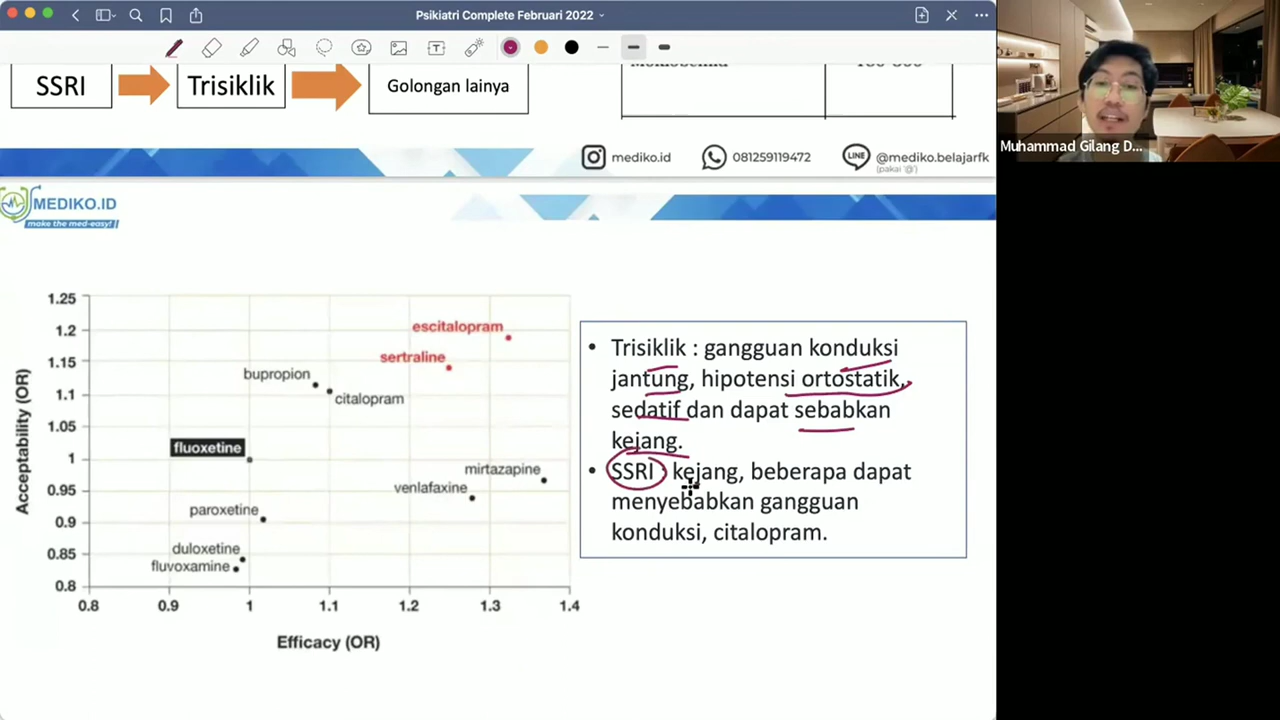 Psikiatri Complete Februari 2022
SSRI
Trisiklik
Golongan lainya
mediko.id
081259119472
@mediko.belajarfk
(pakai '@')
MEDIKO.ID
make the med-easy!
Muhammad Gilang D...
1.25
1.2
1.15
1.1
1.05
1
0.95
0.9
0.85
0.8
Acceptability (OR)
escitalopram
sertraline
bupropion
citalopram
fluoxetine
mirtazapine
venlafaxine
paroxetine
duloxetine
fluvoxamine
0.8 0.9 1 1.1 1.2 1.3 1.4
Efficacy (OR)
• Trisiklik : gangguan konduksi
jantung, hipotensi ortostatik,
sedatif dan dapat sebabkan
kejang.
• SSRI : kejang, beberapa dapat
menyebabkan gangguan
konduksi, citalopram.